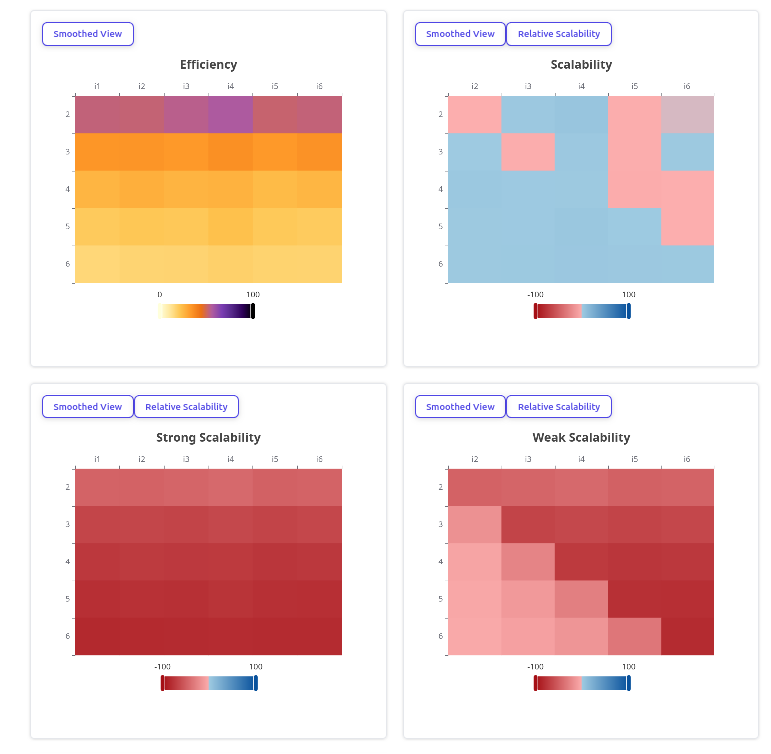 Smoothed View
Efficiency
i1 i2 i3 i4 i5 i6
2
3
4
5
6
0 100
Smoothed View Relative Scalability
Scalability
i2 i3 i4 i5 i6
2
3
4
5
6
-100 100
Smoothed View Relative Scalability
Strong Scalability
i1 i2 i3 i4 i5 i6
2
3
4
5
6
-100 100
Smoothed View Relative Scalability
Weak Scalability
i2 i3 i4 i5 i6
2
3
4
5
6
-100 100